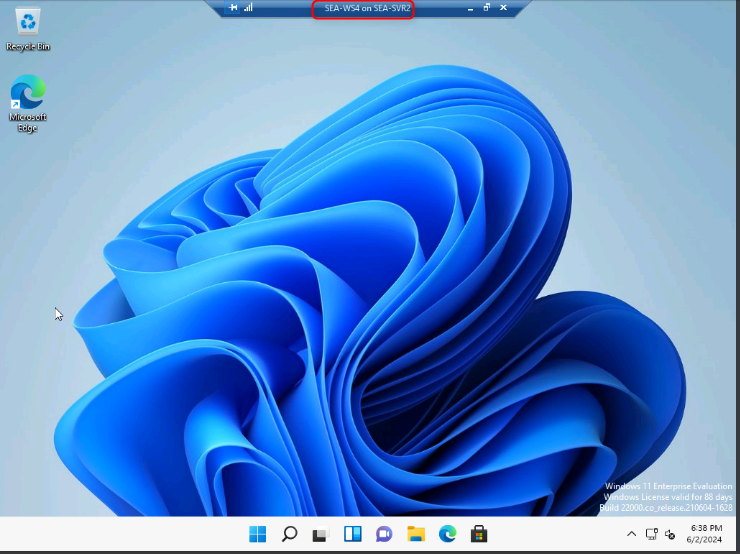 SEA-WS4 on SEA-SVR2
Recycle Bin
Microsoft
Edge
Windows 11 Enterprise Evaluation
Windows License valid for 88 days
Build 22000.co_release.210604-1628
6:38 PM
6/2/2024